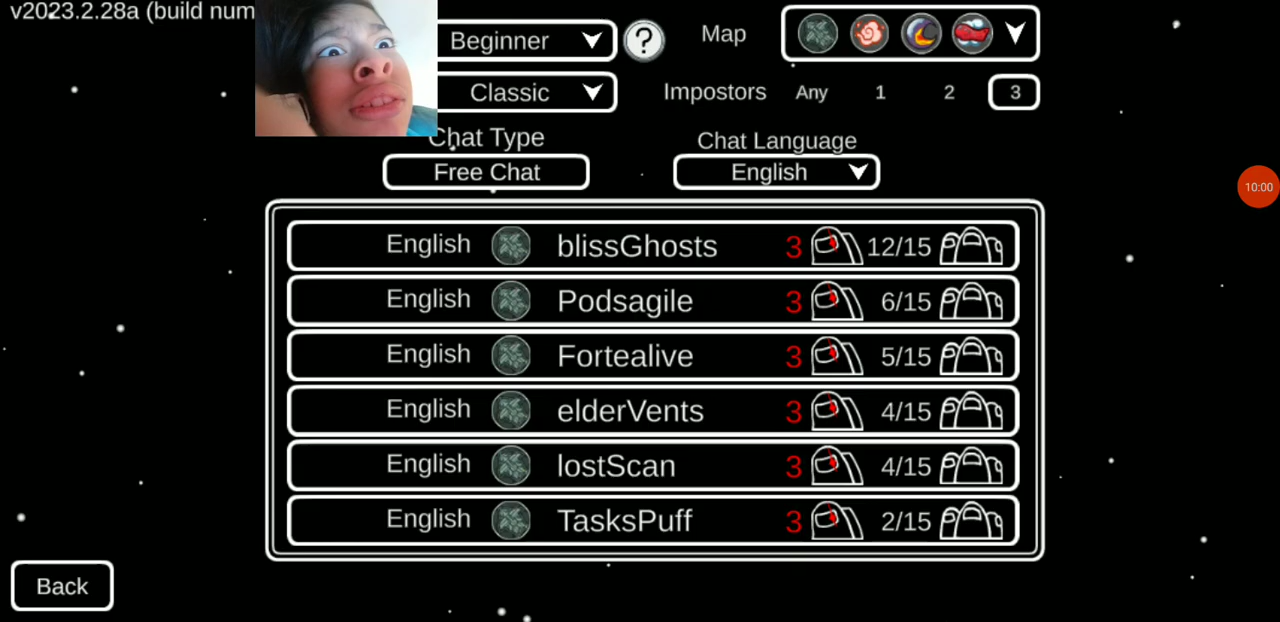 v2023.2.28a (build num
Beginner
?
Map
Classic
Impostors Any 1 2 3
Chat Type
Chat Language
Free Chat
English
10:00
English blissGhosts 3 12/15
English Podsagile 3 6/15
English Fortealive 3 5/15
English elderVents 3 4/15
English lostScan 3 4/15
English TasksPuff 3 2/15
Back